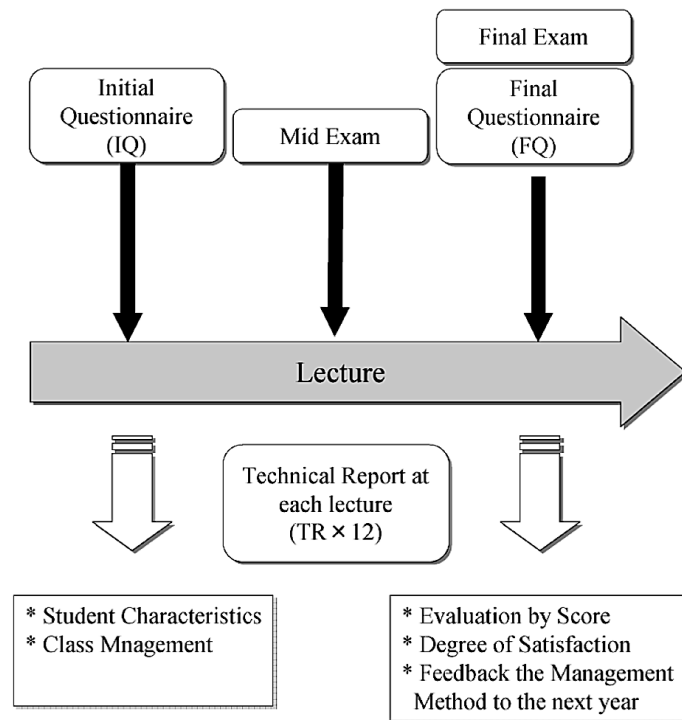 Final Exam
Initial
Questionnaire
(IQ)
Mid Exam
Final
Questionnaire
(FQ)
Lecture
Technical Report at
each lecture
(TR × 12)
* Student Characteristics
* Class Mnagement
* Evaluation by Score
* Degree of Satisfaction
* Feedback the Management
Method to the next year